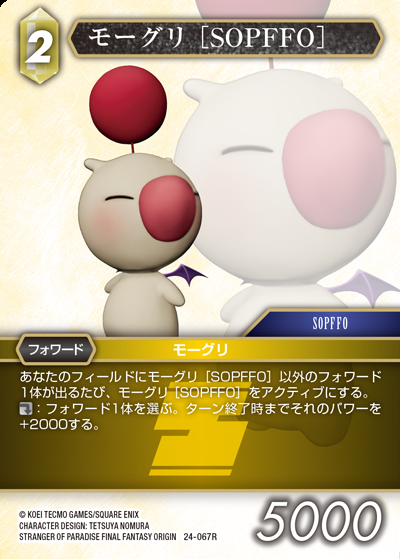 2
モーグリ［SOPFFO］
SOPFFO
フォワード
モーグリ
あなたのフィールドにモーグリ［SOPFFO］以外のフォワード
1体が出るたび、モーグリ［SOPFFO］をアクティブにする。
：フォワード1体を選ぶ。ターン終了時までそれのパワーを
+2000する。
© KOEI TECMO GAMES/SQUARE ENIX
CHARACTER DESIGN: TETSUYA NOMURA
STRANGER OF PARADISE FINAL FANTASY ORIGIN 24-067R
5000